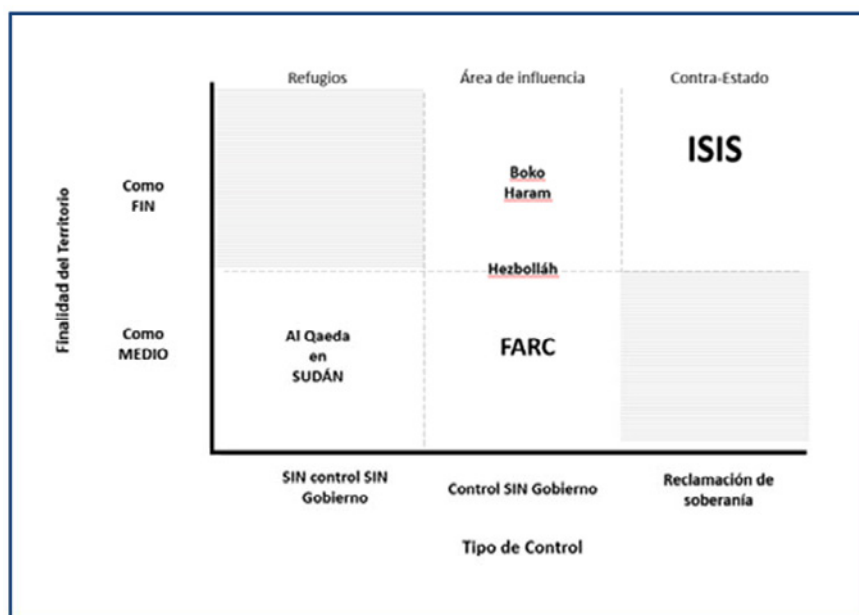 Refugios
Área de influencia
Contra-Estado
Finalidad del Territorio
Como
FIN
Boko
Haram
ISIS
Hezbolláh
Como
MEDIO
Al Qaeda
en
SUDÁN
FARC
SIN control SIN
Gobierno
Control SIN Gobierno
Reclamación de
soberanía
Tipo de Control